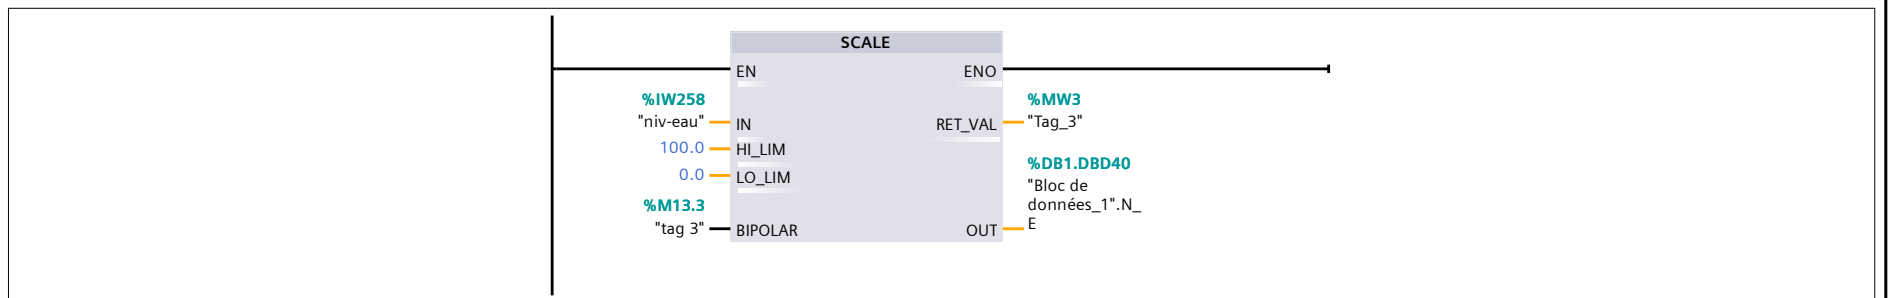 SCALE
EN
ENO
%IW258
"niv-eau"
IN
%MW3
RET_VAL
"Tag_3"
100.0
HI_LIM
0.0
LO_LIM
%DB1.DBD40
"Bloc de
données_1".N_
E
%M13.3
"tag 3"
BIPOLAR
OUT